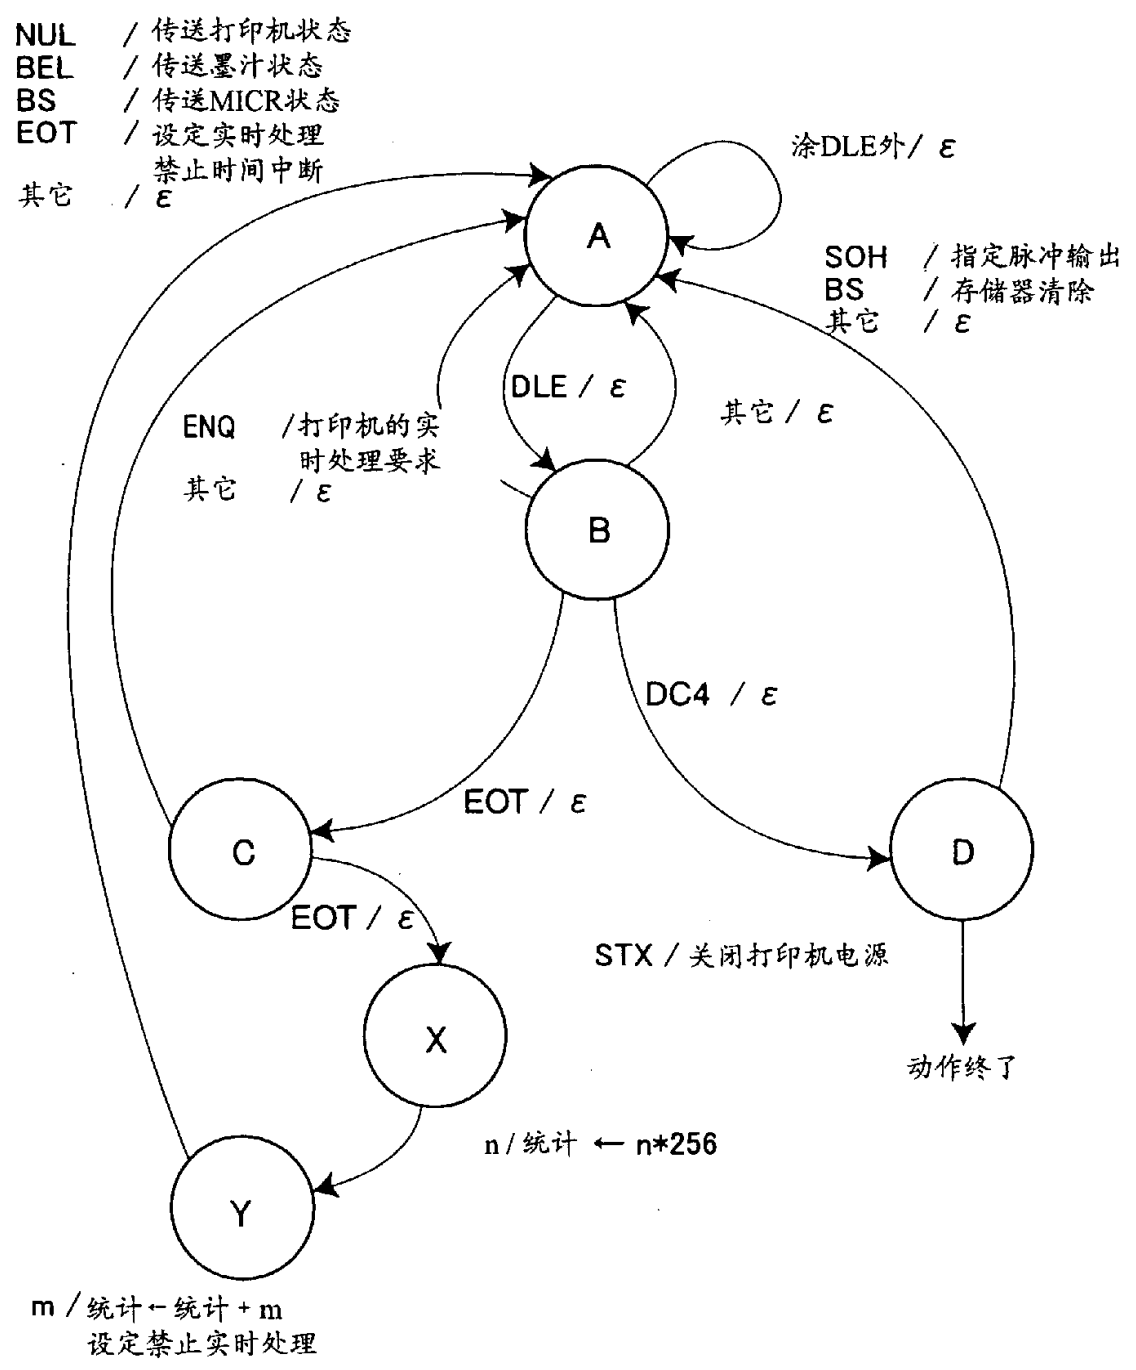 NUL / 传送打印机状态
BEL / 传送墨汁状态
BS / 传送MICR状态
EOT / 设定实时处理
禁止时间中断
其它 / ε
涂DLE外/ ε
A
SOH / 指定脉冲输出
BS / 存储器清除
其它 / ε
DLE / ε
其它 / ε
ENQ /打印机的实
时处理要求
其它 / ε
B
DC4 / ε
EOT / ε
C
D
EOT / ε
STX / 关闭打印机电源
X
动作终了
n / 统计 ← n*256
Y
m / 统计←统计 + m
设定禁止实时处理